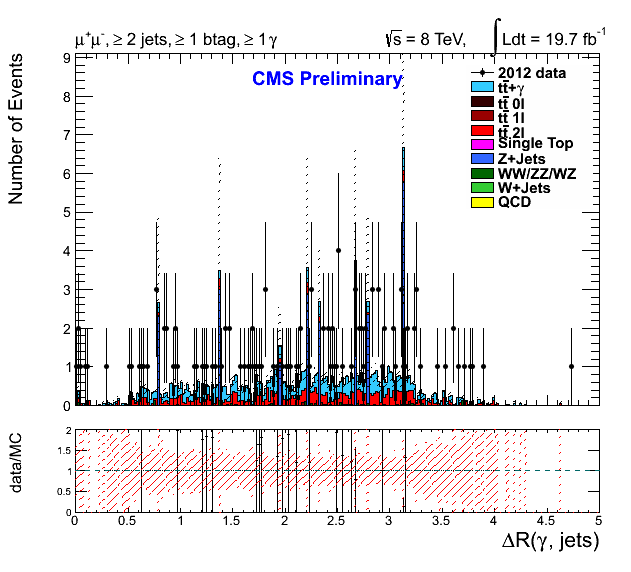 μ⁺μ⁻, ≥ 2 jets, ≥ 1 btag, ≥ 1 γ
√s = 8 TeV, ∫ Ldt = 19.7 fb⁻¹
CMS Preliminary
2012 data
tt̄+γ
tt̄ 0l
tt̄ 1l
tt̄ 2l
Single Top
Z+Jets
WW/ZZ/WZ
W+Jets
QCD
Number of Events
9
8
7
6
5
4
3
2
1
0
data/MC
2
1.5
1
0.5
0
0 0.5 1 1.5 2 2.5 3 3.5 4 4.5 5
ΔR(γ, jets)